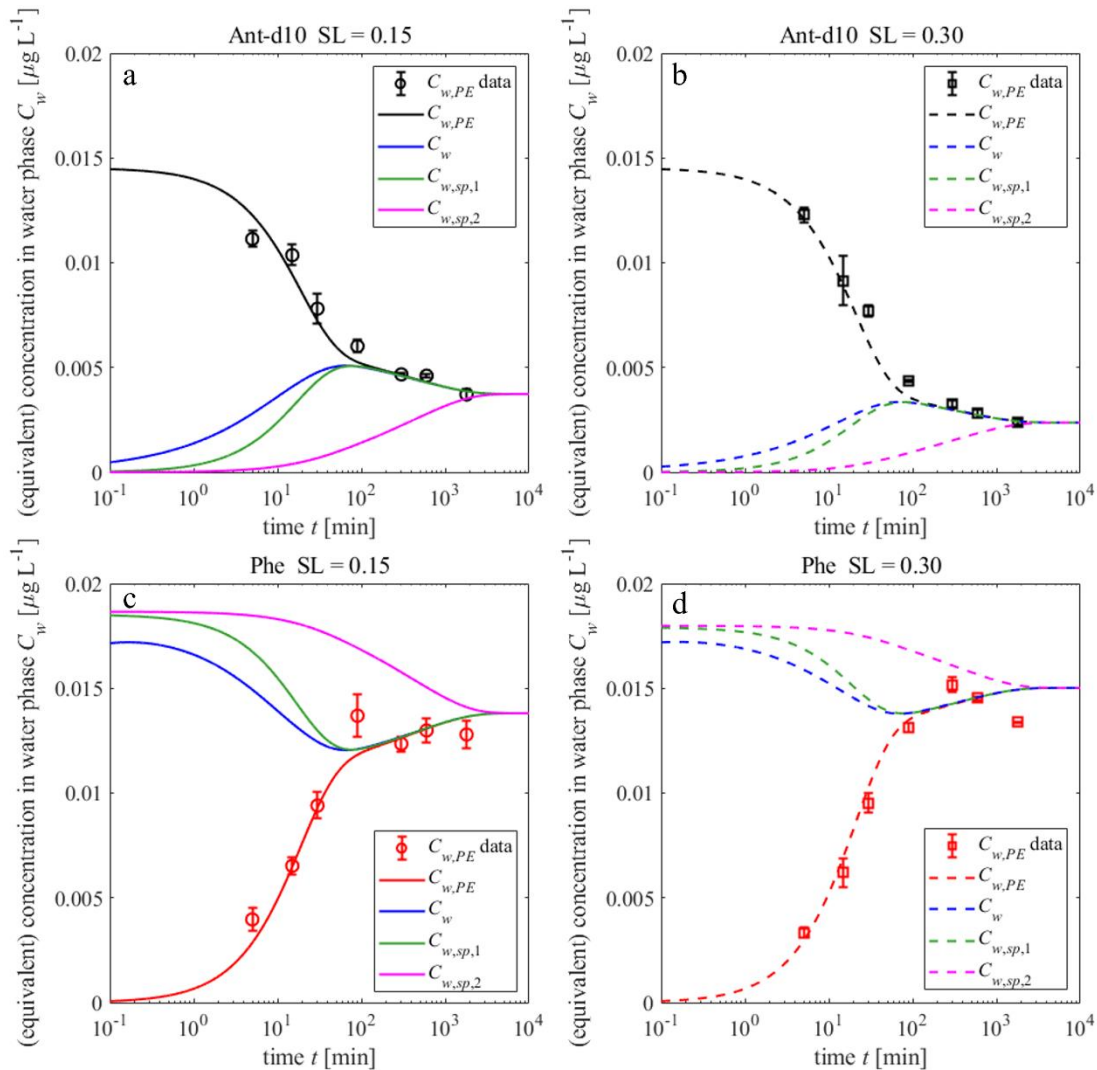 Ant-d10 SL = 0.15
a
(equivalent) concentration in water phase C_w [μg L⁻¹]
0.02
0.015
0.01
0.005
0
C_w,PE data
C_w,PE
C_w
C_w,sp,1
C_w,sp,2
10⁻¹ 10⁰ 10¹ 10² 10³ 10⁴
time t [min]
Ant-d10 SL = 0.30
b
(equivalent) concentration in water phase C_w [μg L⁻¹]
0.02
0.015
0.01
0.005
0
C_w,PE data
C_w,PE
C_w
C_w,sp,1
C_w,sp,2
10⁻¹ 10⁰ 10¹ 10² 10³ 10⁴
time t [min]
Phe SL = 0.15
c
(equivalent) concentration in water phase C_w [μg L⁻¹]
0.02
0.015
0.01
0.005
0
C_w,PE data
C_w,PE
C_w
C_w,sp,1
C_w,sp,2
10⁻¹ 10⁰ 10¹ 10² 10³ 10⁴
time t [min]
Phe SL = 0.30
d
(equivalent) concentration in water phase C_w [μg L⁻¹]
0.02
0.015
0.01
0.005
0
C_w,PE data
C_w,PE
C_w
C_w,sp,1
C_w,sp,2
10⁻¹ 10⁰ 10¹ 10² 10³ 10⁴
time t [min]